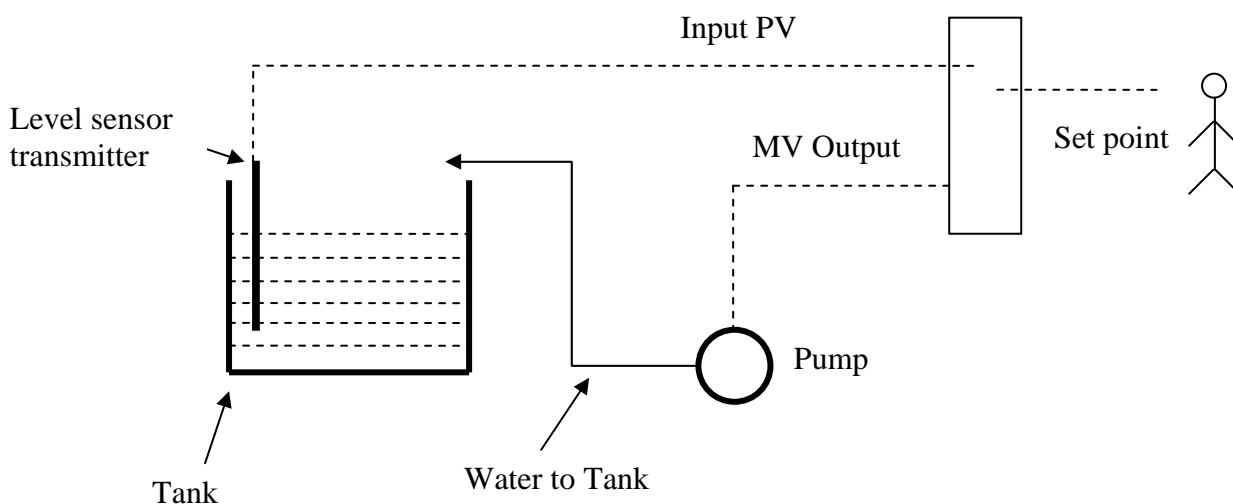 Input PV
Level sensor
transmitter
MV Output
Set point
Pump
Water to Tank
Tank